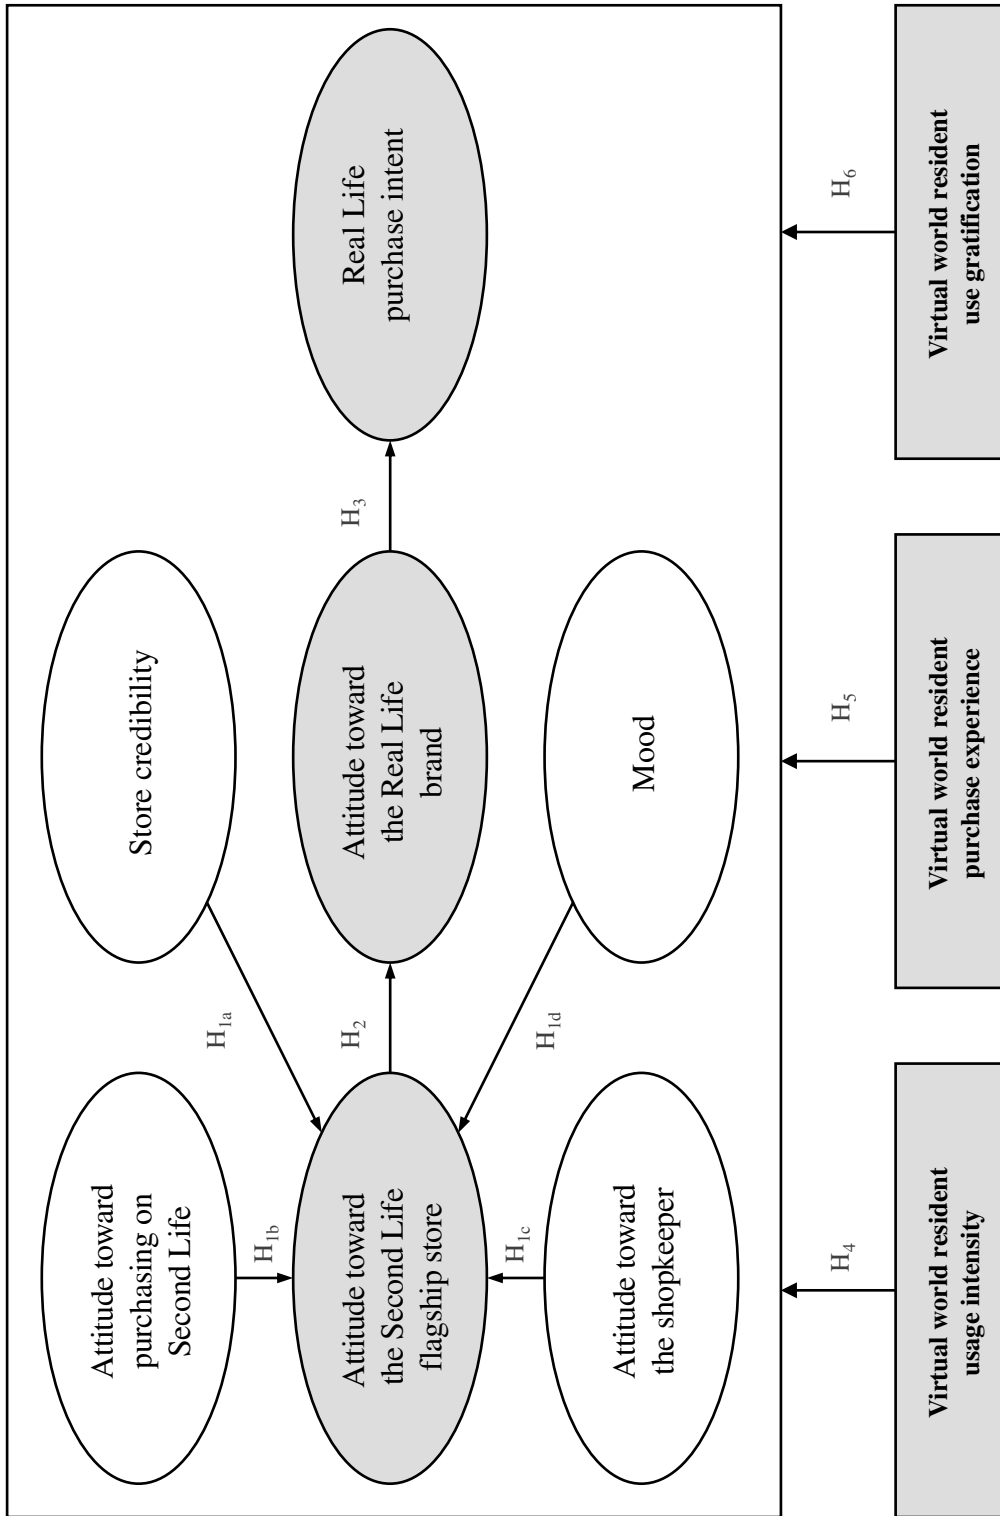 Attitude toward
purchasing on
Second Life
Store credibility
H1b
H1a
Attitude toward
the Second Life
flagship store
H2
Attitude toward
the Real Life
brand
H3
Real Life
purchase intent
H1c
H1d
Attitude toward
the shopkeeper
Mood
H4
H5
H6
Virtual world resident
usage intensity
Virtual world resident
purchase experience
Virtual world resident
use gratification